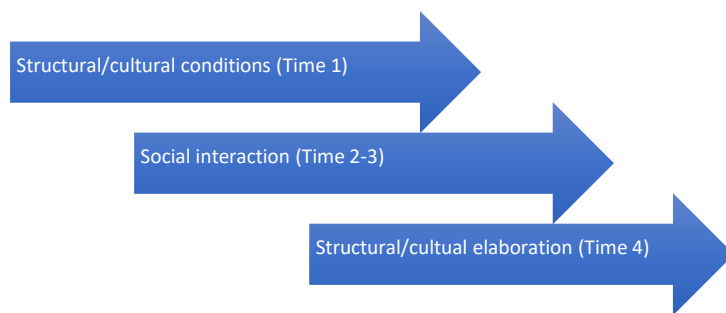 Structural/cultural conditions (Time 1)
Social interaction (Time 2-3)
Structural/cultual elaboration (Time 4)